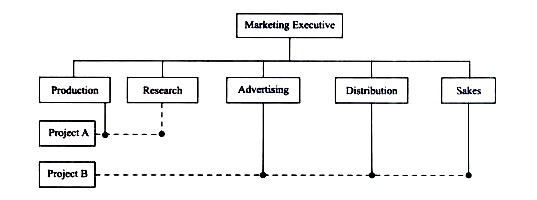 Marketing Executive
Production
Research
Advertising
Distribution
Sakes
Project A
Project B